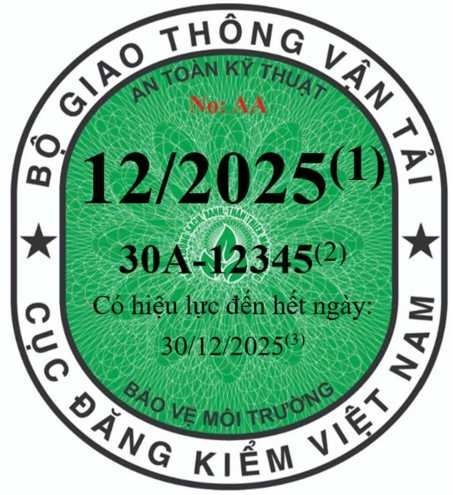 BỘ GIAO THÔNG VẬN TẢI
AN TOÀN KỸ THUẬT
No: AA
12/2025(1)
30A-12345(2)
Có hiệu lực đến hết ngày:
30/12/2025(3)
BẢO VỆ MÔI TRƯỜNG
CỤC ĐĂNG KIỂM VIỆT NAM